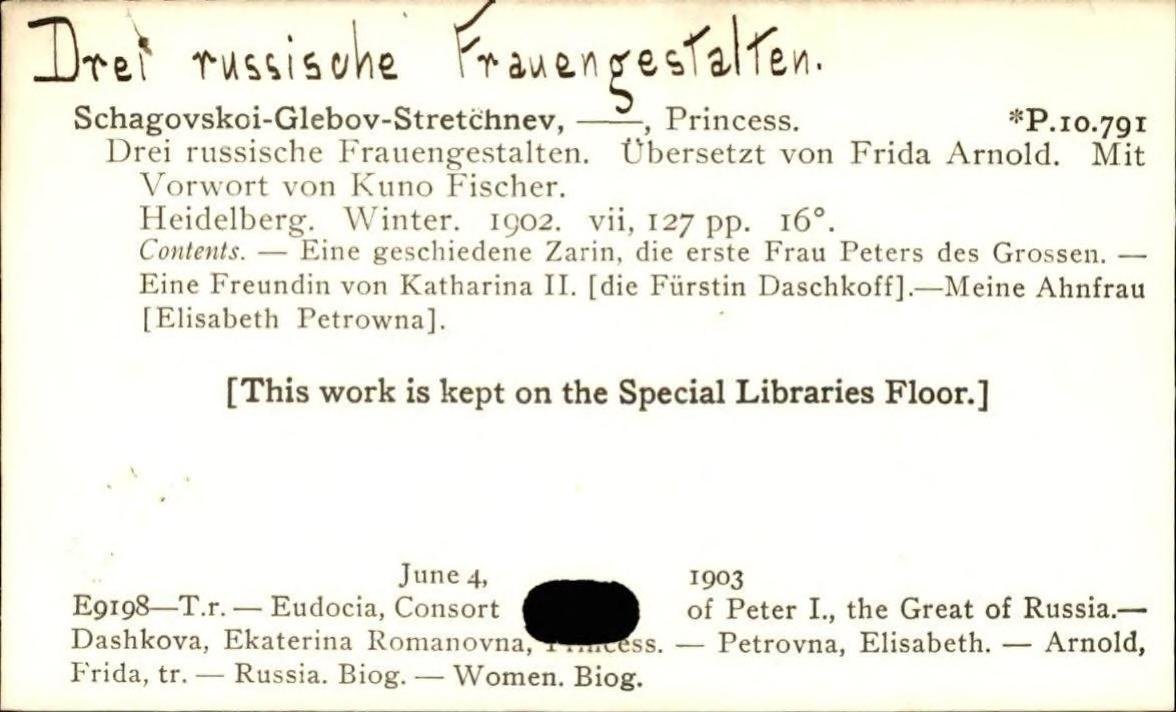 Drei russische Frauengestalten.
Schagovskoi-Glebov-Stretchnev, ——, Princess. *P.10.791
Drei russische Frauengestalten. Übersetzt von Frida Arnold. Mit
Vorwort von Kuno Fischer.
Heidelberg. Winter. 1902. vii, 127 pp. 16°.
Contents. — Eine geschiedene Zarin, die erste Frau Peters des Grossen. —
Eine Freundin von Katharina II. [die Fürstin Daschkoff].—Meine Ahnfrau
[Elisabeth Petrowna].
[This work is kept on the Special Libraries Floor.]
June 4, 1903
E9198—T.r. — Eudocia, Consort of Peter I., the Great of Russia.—
Dashkova, Ekaterina Romanovna, Princess. — Petrovna, Elisabeth. — Arnold,
Frida, tr. — Russia. Biog. — Women. Biog.